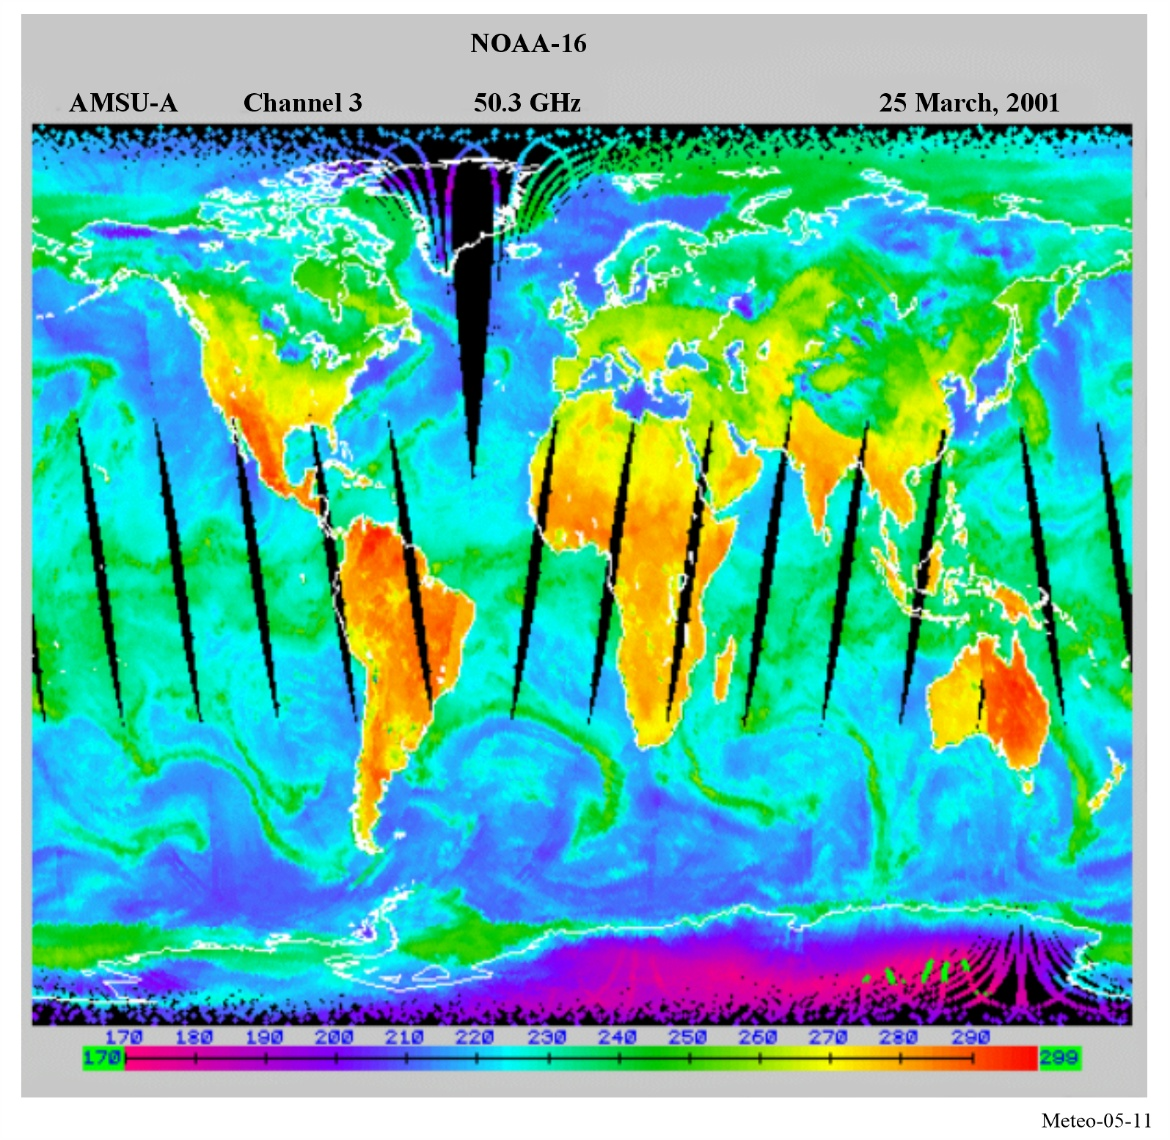 NOAA-16
AMSU-A Channel 3 50.3 GHz 25 March, 2001
170 180 190 200 210 220 230 240 250 260 270 280 290
170 299
Meteo-05-11